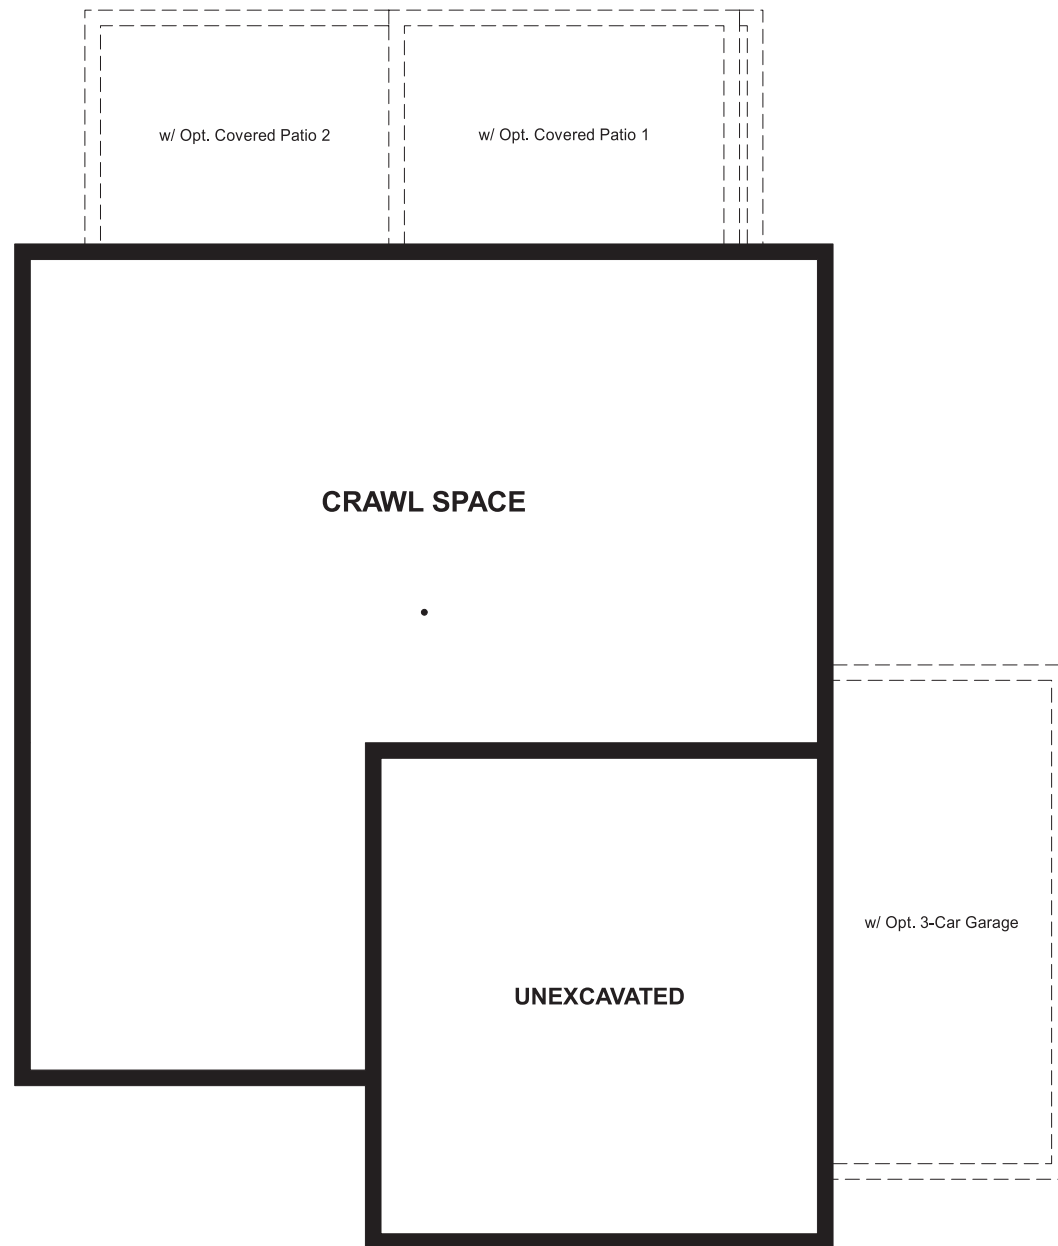 w/ Opt. Covered Patio 2
w/ Opt. Covered Patio 1
CRAWL SPACE
w/ Opt. 3-Car Garage
UNEXCAVATED